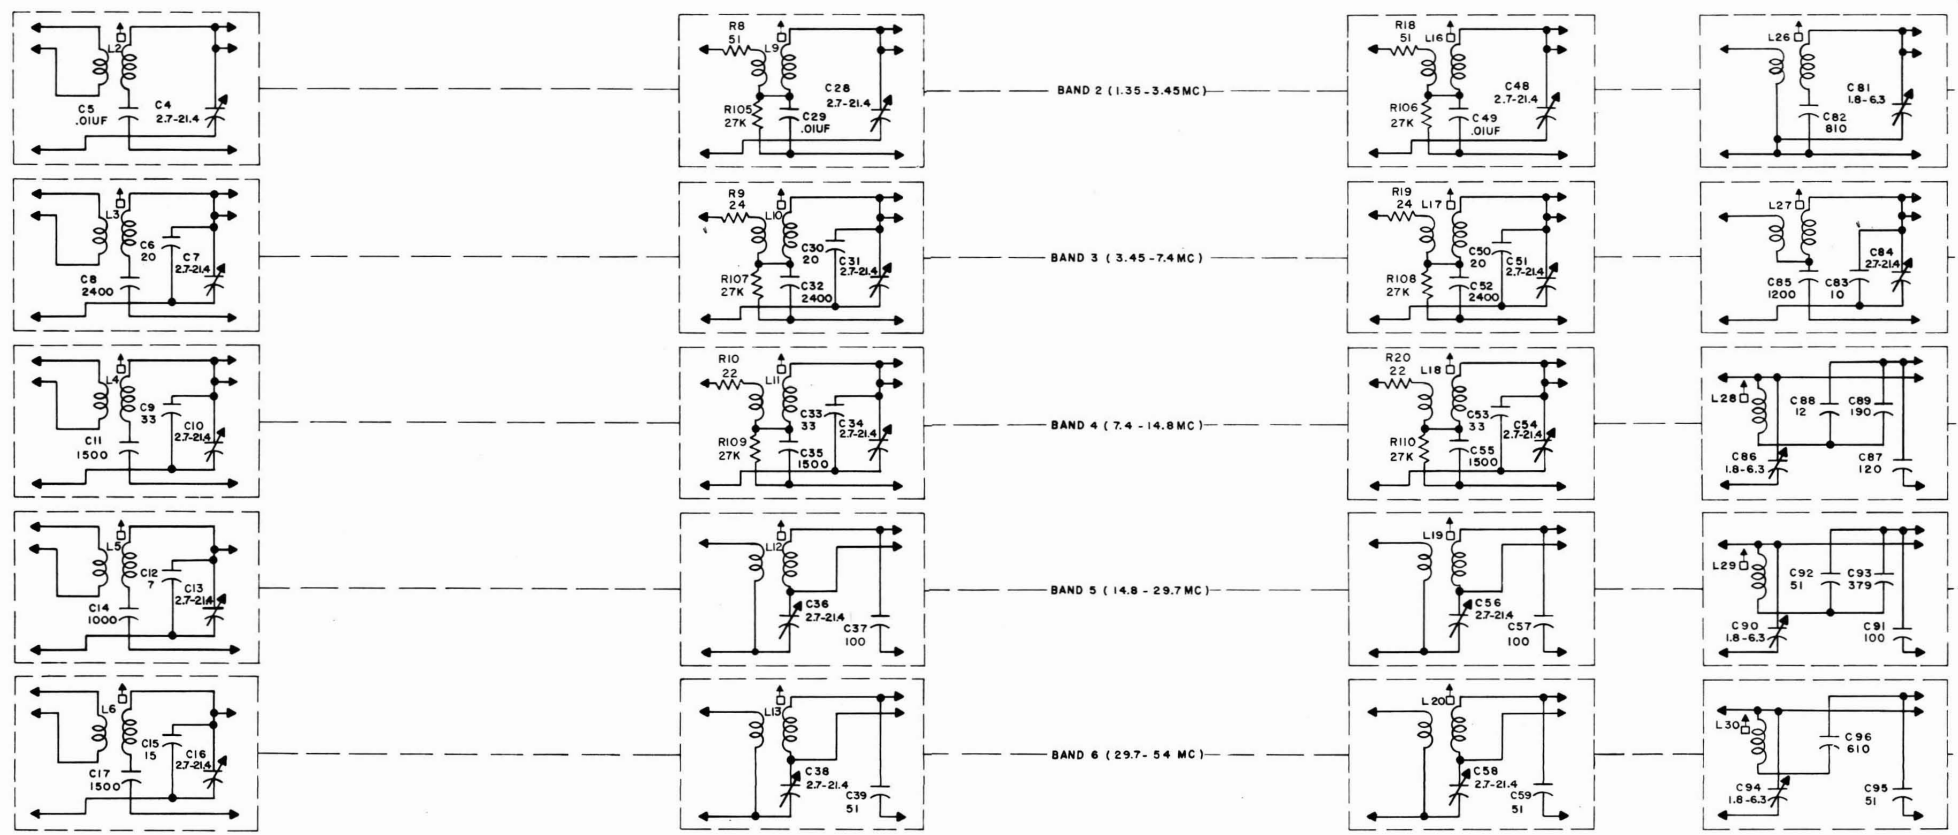 L2
C5
.01UF
C4
2.7-21.4
R8
51
L9
R105
27K
C29
.01UF
C28
2.7-21.4
BAND 2 (1.35-3.45MC)
R18
51
L16
R106
27K
C49
.01UF
C48
2.7-21.4
L26
C82
810
C81
1.8-6.3
L3
C6
20
C7
2.7-21.4
C8
2400
R9
24
L10
R107
27K
C30
20
C31
2.7-21.4
C32
2400
BAND 3 (3.45-7.4MC)
R19
24
L17
R108
27K
C50
20
C51
2.7-21.4
C52
2400
L27
C85
1200
C83
10
C84
2.7-21.4
L4
C9
33
C10
2.7-21.4
C11
1500
R10
22
L11
R109
27K
C33
33
C34
2.7-21.4
C35
1500
BAND 4 (7.4-14.8MC)
R20
22
L18
R110
27K
C53
33
C54
2.7-21.4
C55
1500
L28
C88
12
C89
190
C86
1.8-6.3
C87
120
L5
C12
7
C13
2.7-21.4
C14
1000
L12
C36
2.7-21.4
C37
100
BAND 5 (14.8-29.7MC)
L19
C56
2.7-21.4
C57
100
L29
C92
51
C93
379
C90
1.8-6.3
C91
100
L6
C15
15
C16
2.7-21.4
C17
1500
L13
C38
2.7-21.4
C39
51
BAND 6 (29.7-54 MC)
L20
C58
2.7-21.4
C59
51
L30
C96
610
C94
1.8-6.3
C95
51